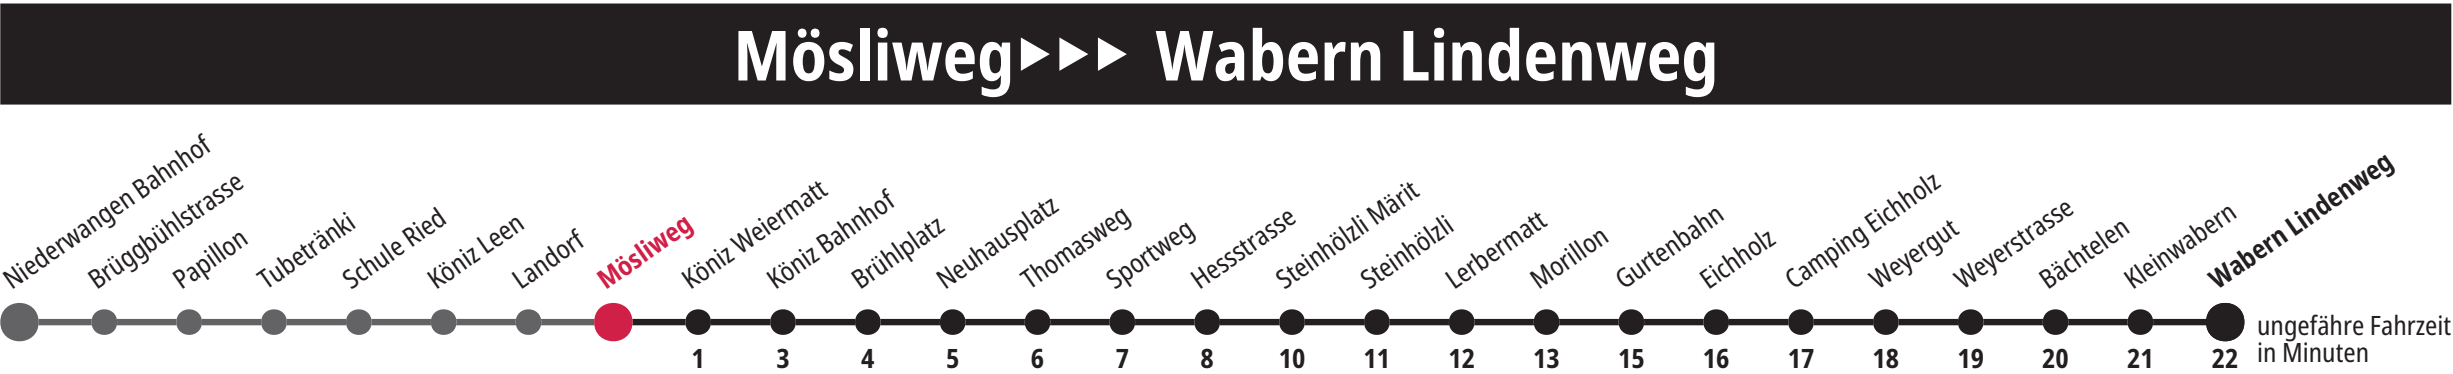 Mösliweg▶▶▶ Wabern Lindenweg
Niederwangen Bahnhof
Brüggbühlstrasse
Papillon
Tubetränki
Schule Ried
Köniz Leen
Landorf
Mösliweg
Köniz Weiermatt
Köniz Bahnhof
Brühlplatz
Neuhausplatz
Thomasweg
Sportweg
Hessstrasse
Steinhölzli Märit
Steinhölzli
Lerbermatt
Morillon
Gurtenbahn
Eichholz
Camping Eichholz
Weyergut
Weyerstrasse
Bächtelen
Kleinwabern
Wabern Lindenweg
1 3 4 5 6 7 8 10 11 12 13 15 16 17 18 19 20 21 22
ungefähre Fahrzeit
in Minuten